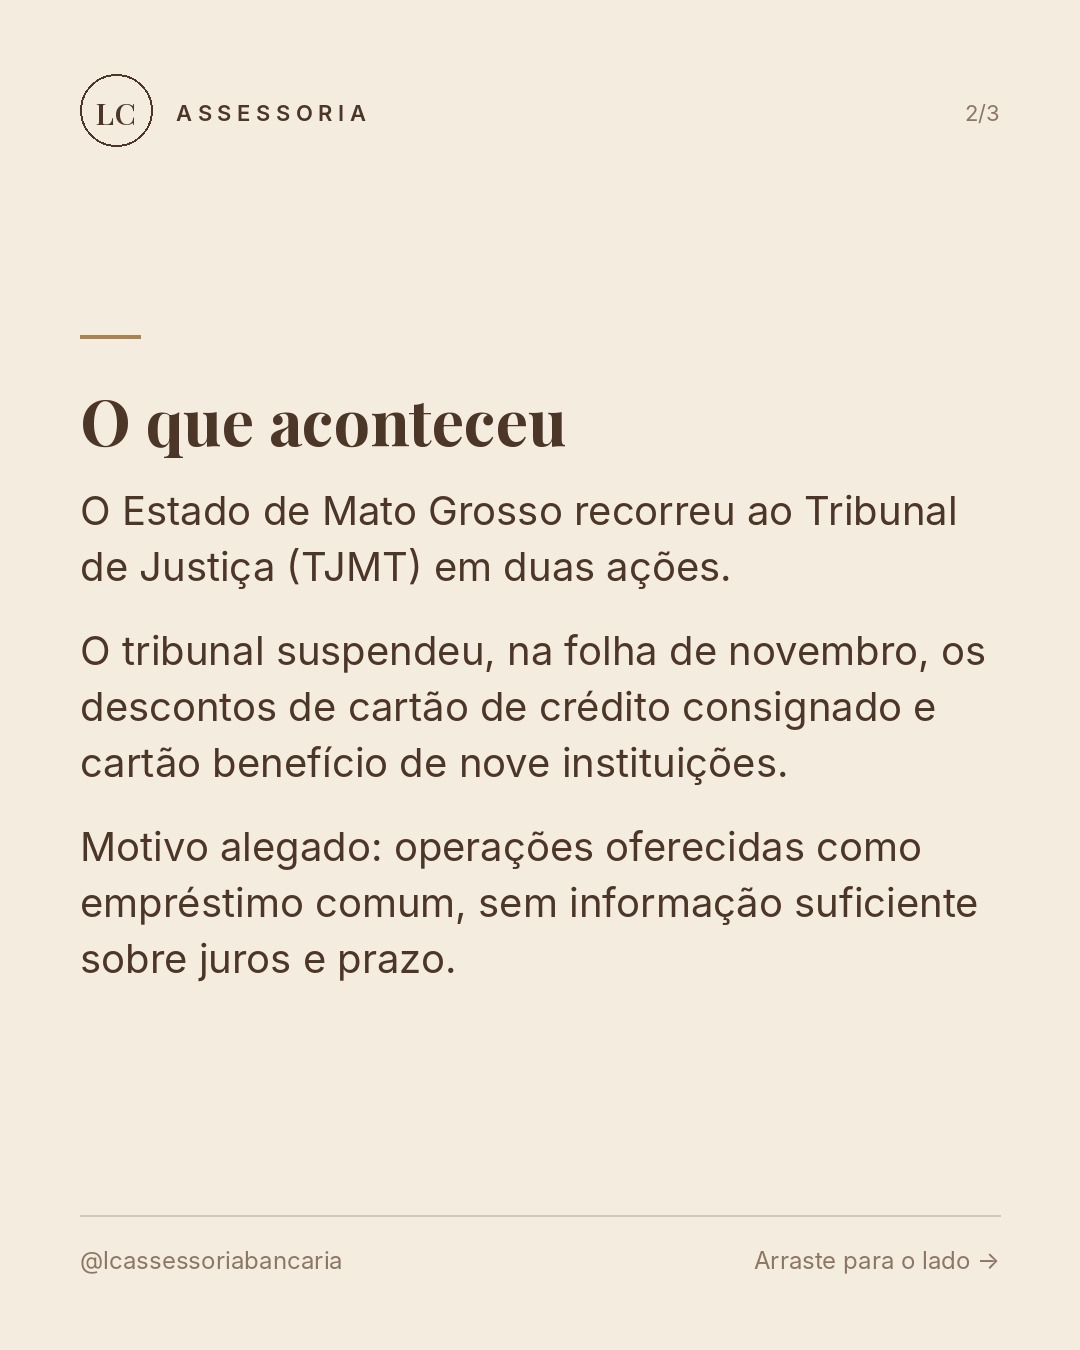 LC ASSESSORIA
2/3
O que aconteceu
O Estado de Mato Grosso recorreu ao Tribunal
de Justiça (TJMT) em duas ações.
O tribunal suspendeu, na folha de novembro, os
descontos de cartão de crédito consignado e
cartão benefício de nove instituições.
Motivo alegado: operações oferecidas como
empréstimo comum, sem informação suficiente
sobre juros e prazo.
@lcassessoriabancaria
Arraste para o lado →